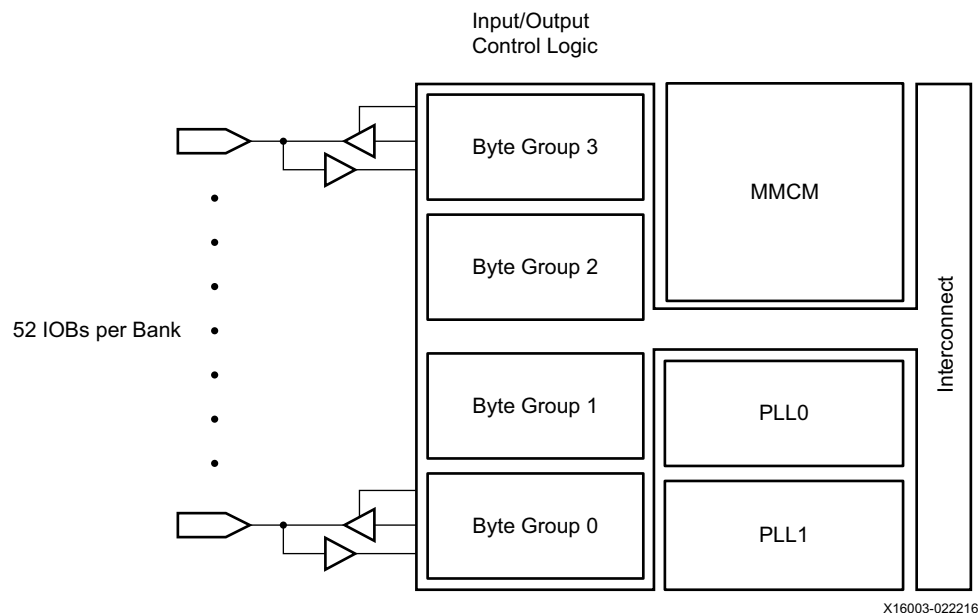 Input/Output
Control Logic
Byte Group 3
MMCM
Byte Group 2
52 IOBs per Bank
Interconnect
Byte Group 1
PLL0
Byte Group 0
PLL1
X16003-022216